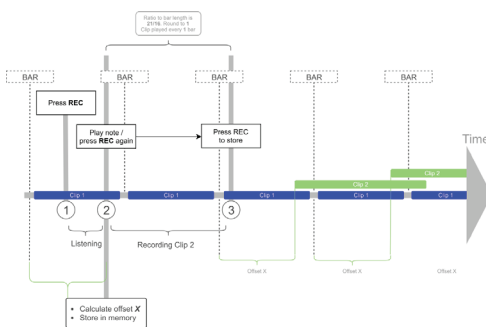 Ratio to bar length is
21/16. Round to 1
Clip played every 1 bar
BAR
BAR
BAR
BAR
BAR
Press REC
Play note /
press REC again
Press REC
to store
Time
Clip 2
Clip 2
Clip 1
Clip 1
Clip 1
Clip 1
Clip 1
1
2
3
Listening
Recording Clip 2
Offset X
Offset X
Offset X
• Calculate offset X
• Store in memory